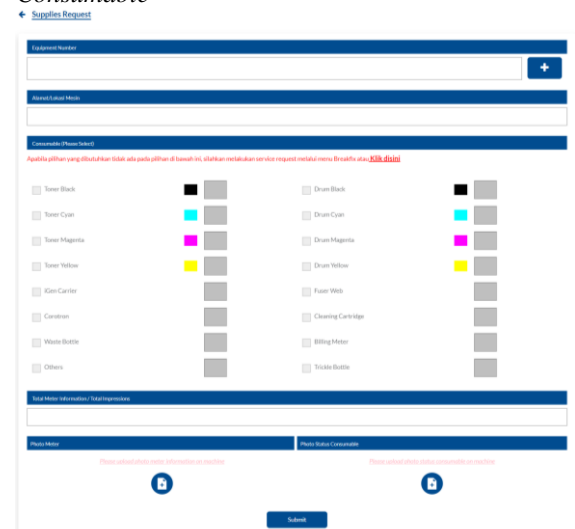 Consumable
Supplies Request
Equipment Number
Alamat/Lokasi Mesin
Consumable (Please Select)
Apabila pilihan yang dibutuhkan tidak ada pada pilihan di bawah ini, silahkan melakukan service request melalui menu Breakfix atau Klik disini
Toner Black
Drum Black
Toner Cyan
Drum Cyan
Toner Magenta
Drum Magenta
Toner Yellow
Drum Yellow
iGen Carrier
Fuser Web
Corotron
Cleaning Cartridge
Waste Bottle
Billing Meter
Others
Trickle Bottle
Total Meter Information / Total Impressions
Photo Meter
Photo Status Consumable
Please upload photo meter information on machine
Please upload photo status consumable on machine
Submit